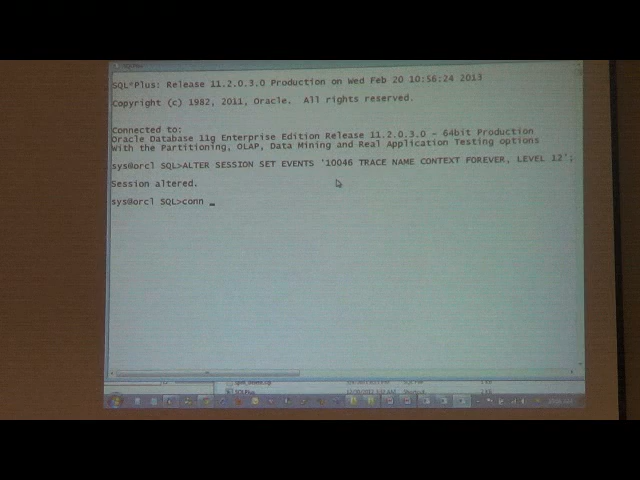 SQL*Plus
SQL*Plus: Release 11.2.0.3.0 Production on Wed Feb 20 10:56:24 2013
Copyright (c) 1982, 2011, Oracle.  All rights reserved.
Connected to:
Oracle Database 11g Enterprise Edition Release 11.2.0.3.0 - 64bit Production
With the Partitioning, OLAP, Data Mining and Real Application Testing options
sys@orcl SQL>ALTER SESSION SET EVENTS '10046 TRACE NAME CONTEXT FOREVER, LEVEL 12';
Session altered.
sys@orcl SQL>conn _